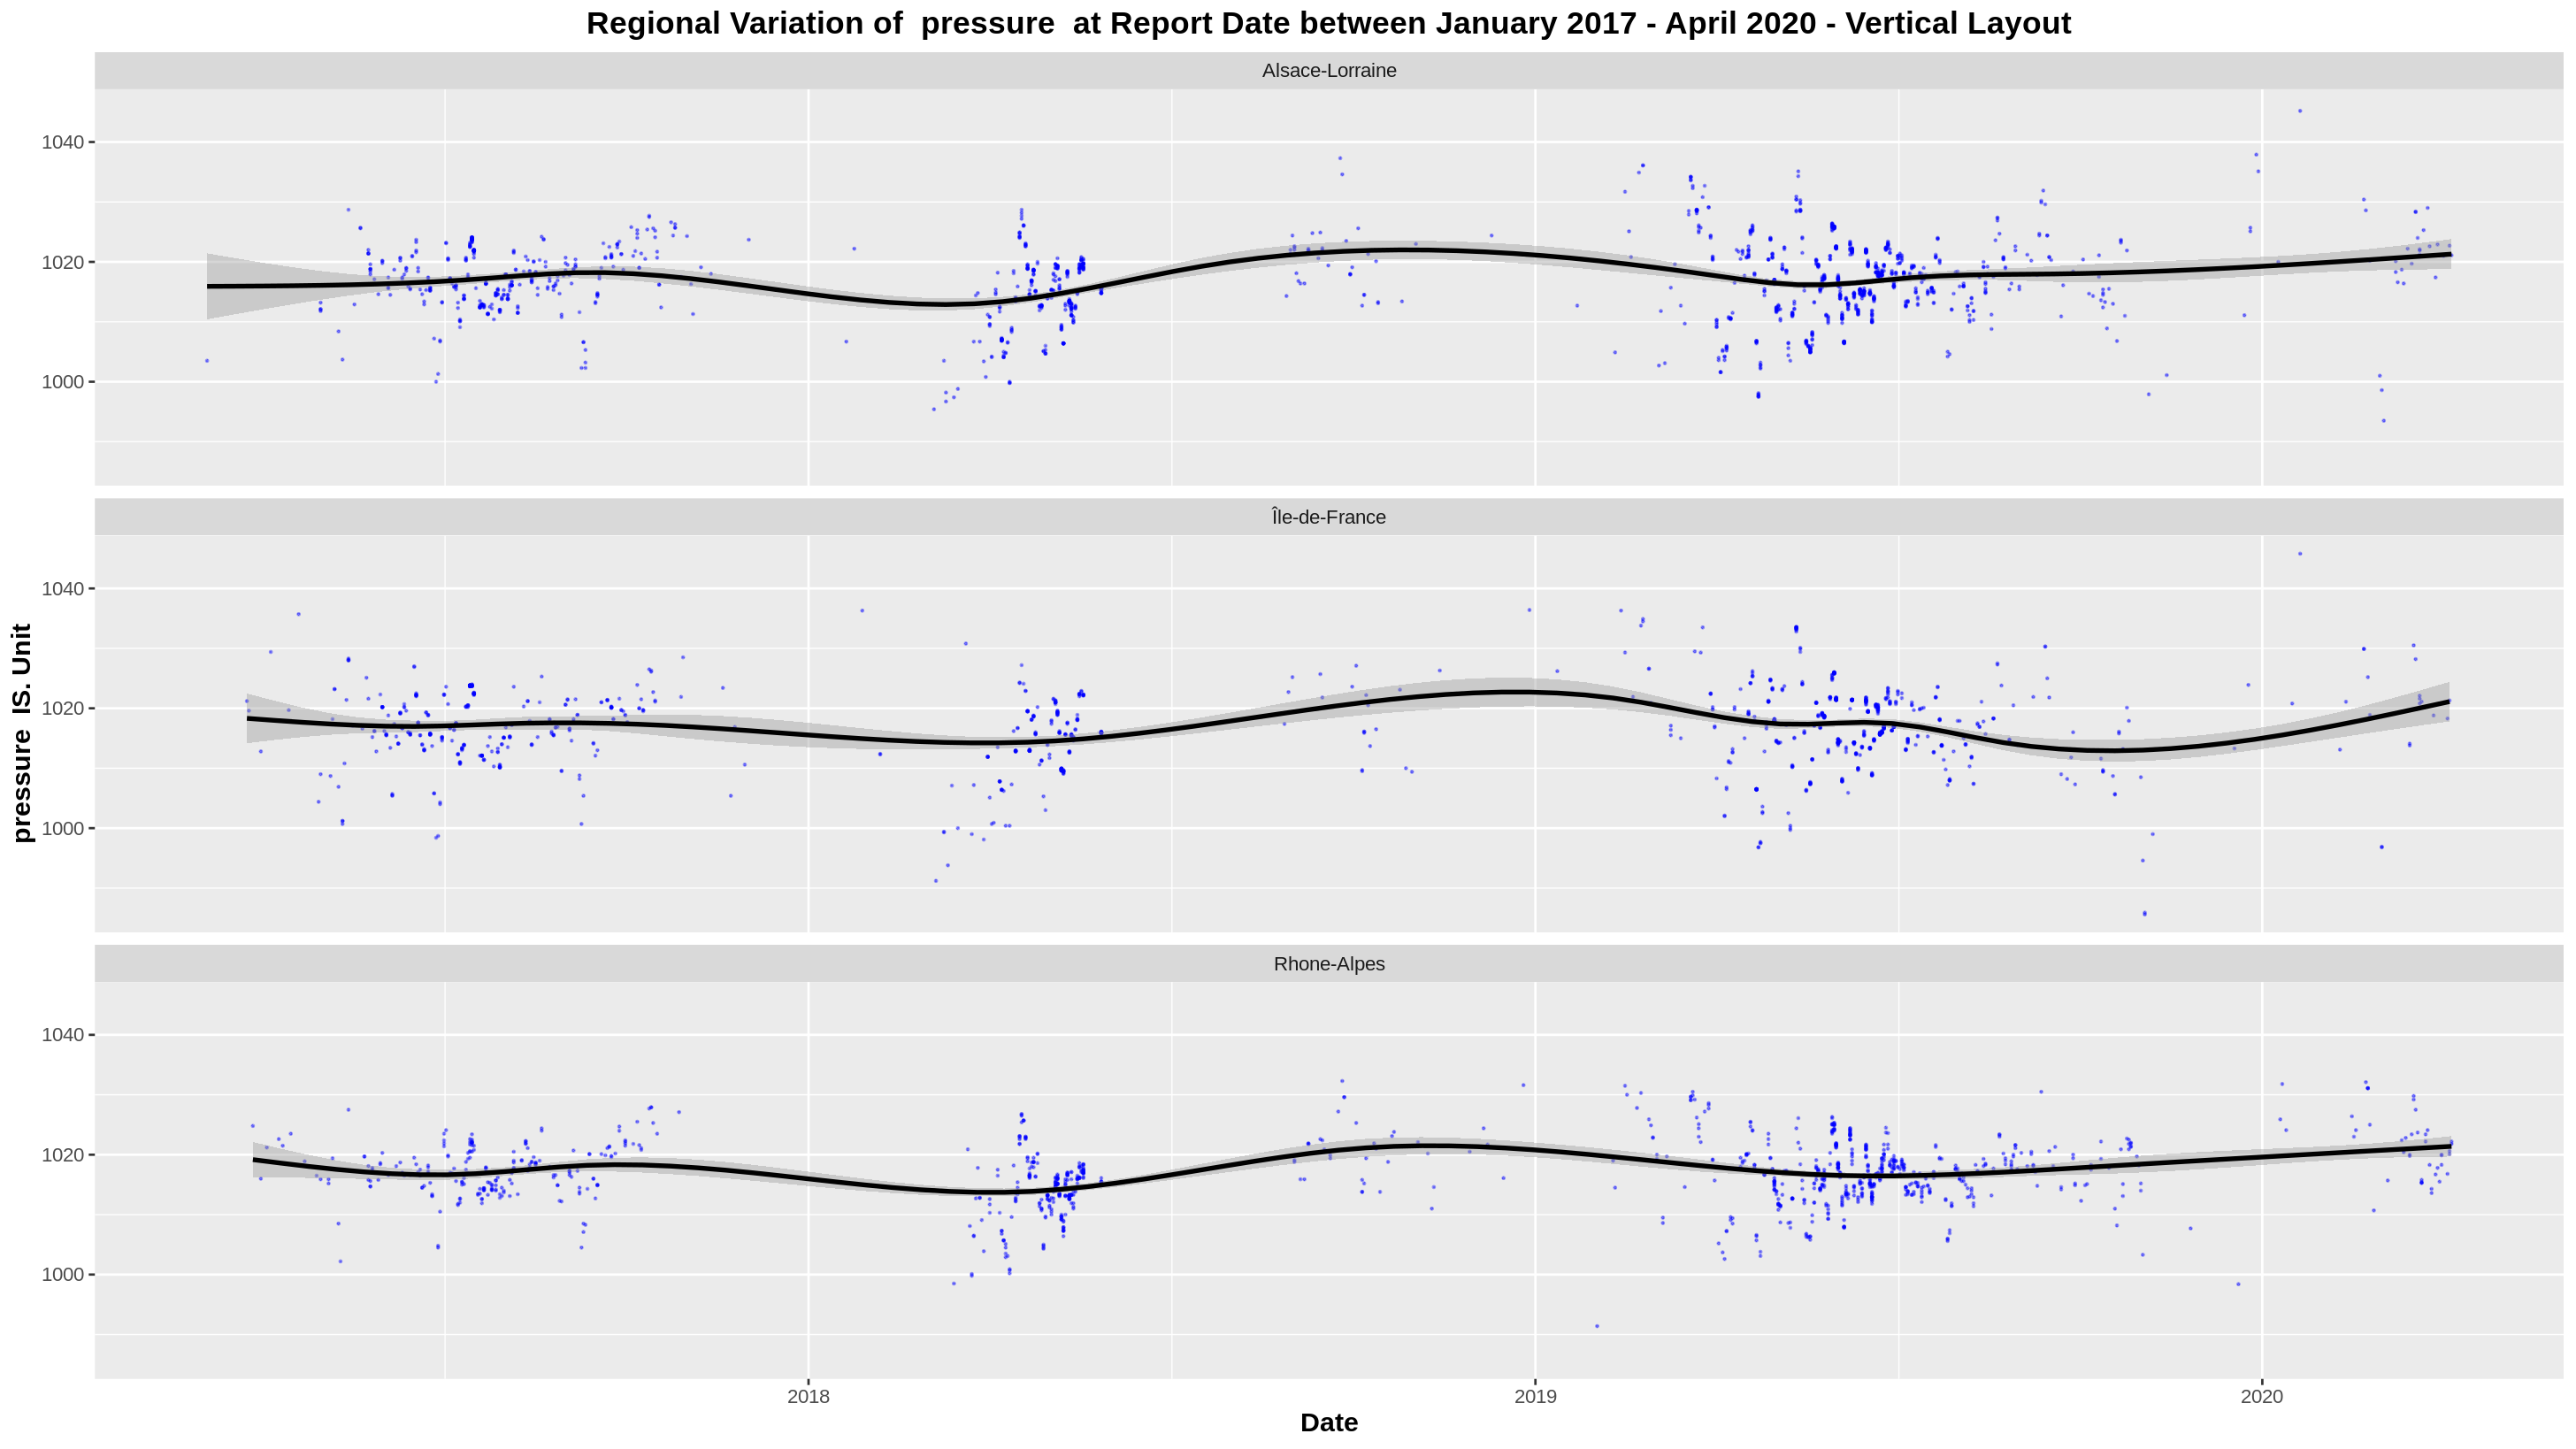 Regional Variation of  pressure  at Report Date between January 2017 - April 2020 - Vertical Layout
Alsace-Lorraine
1040
1020
1000
Île-de-France
1040
1020
1000
pressure  IS. Unit
Rhone-Alpes
1040
1020
1000
2018
2019
2020
Date